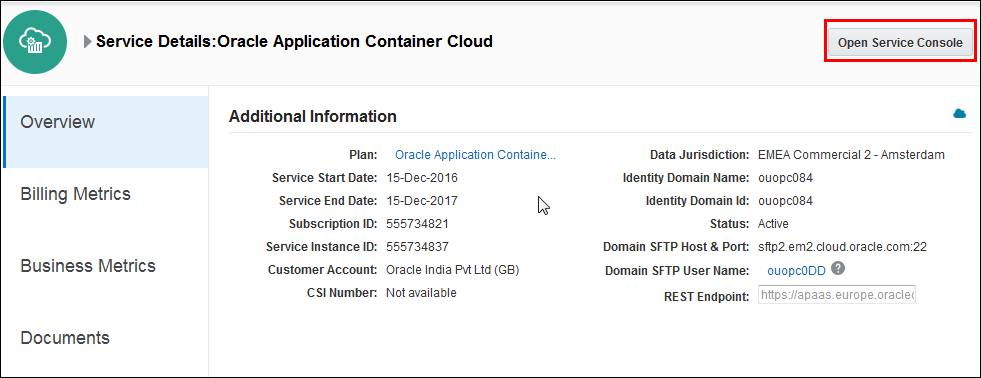 Service Details:Oracle Application Container Cloud
Open Service Console
Overview
Billing Metrics
Business Metrics
Documents
Additional Information
Plan: Oracle Application Containe...
Service Start Date: 15-Dec-2016
Service End Date: 15-Dec-2017
Subscription ID: 555734821
Service Instance ID: 555734837
Customer Account: Oracle India Pvt Ltd (GB)
CSI Number: Not available
Data Jurisdiction: EMEA Commercial 2 - Amsterdam
Identity Domain Name: ouopc084
Identity Domain Id: ouopc084
Status: Active
Domain SFTP Host & Port: sftp2.em2.cloud.oracle.com:22
Domain SFTP User Name: ouopc0DD ?
REST Endpoint: https://apaas.europe.oraclec